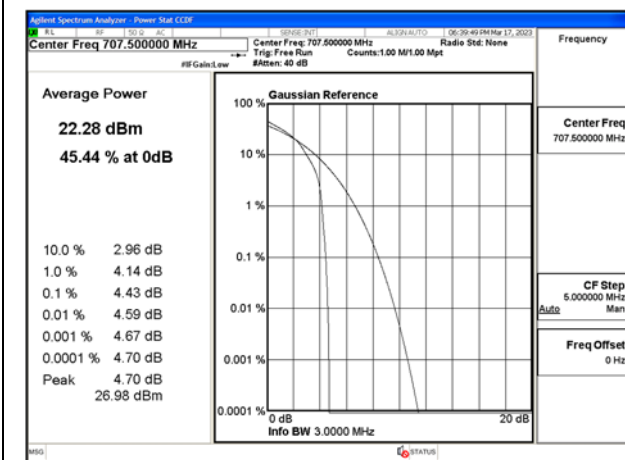 Agilent Spectrum Analyzer - Power Stat CCDF
RL RF 50 Ω AC SENSE:INT ALIGN AUTO 06:39:49 PM Mar 17, 2023
Center Freq 707.500000 MHz
Center Freq: 707.500000 MHz Radio Std: None
Trig: Free Run Counts:1.00 M/1.00 Mpt
#IFGain:Low #Atten: 40 dB
Frequency
Average Power
22.28 dBm
45.44 % at 0dB
10.0 % 2.96 dB
1.0 % 4.14 dB
0.1 % 4.43 dB
0.01 % 4.59 dB
0.001 % 4.67 dB
0.0001 % 4.70 dB
Peak 4.70 dB
26.98 dBm
Gaussian Reference
100 %
10 %
1 %
0.1 %
0.01 %
0.001 %
0.0001 %
0 dB 20 dB
Info BW 3.0000 MHz
Center Freq
707.500000 MHz
CF Step
5.000000 MHz
Auto Man
Freq Offset
0 Hz
MSG STATUS